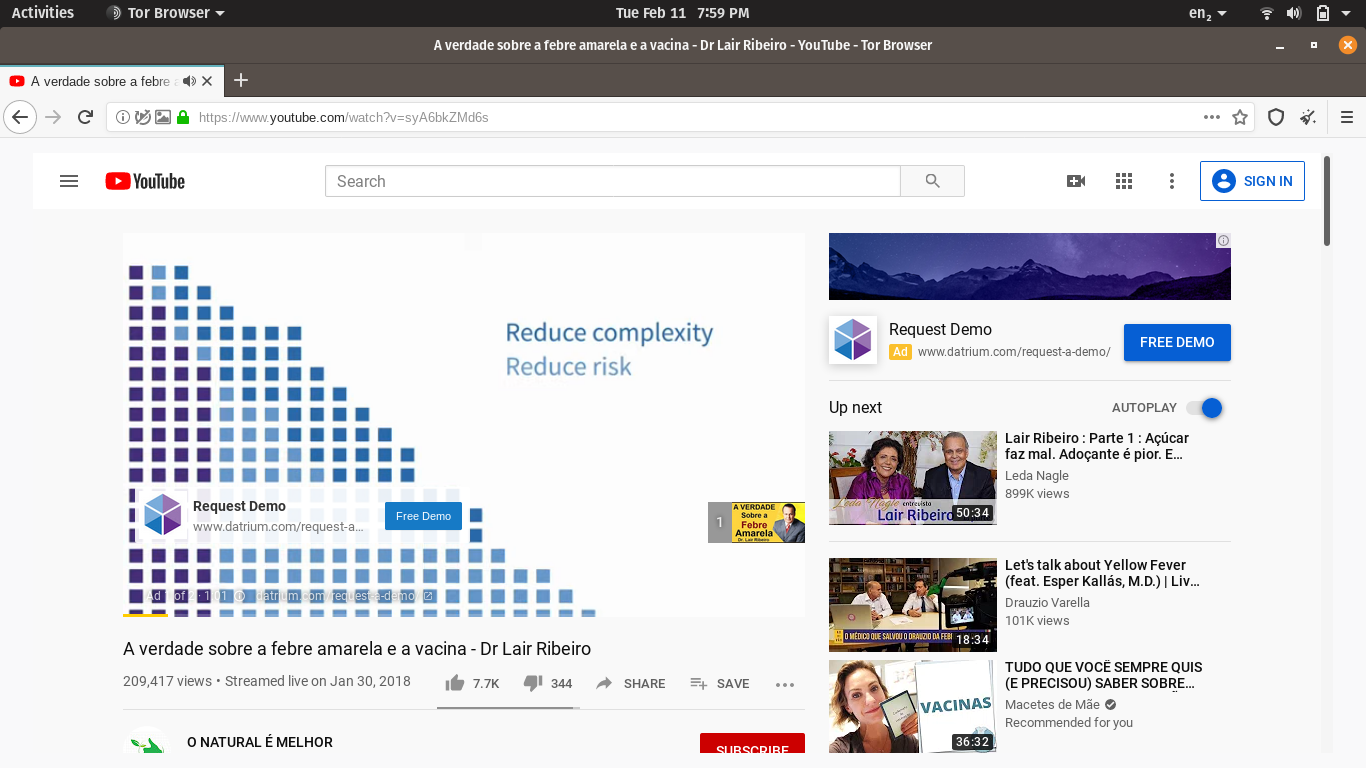 Activities
Tor Browser
Tue Feb 11 7:59 PM
en₂
A verdade sobre a febre amarela e a vacina - Dr Lair Ribeiro - YouTube - Tor Browser
A verdade sobre a febre a
https://www.youtube.com/watch?v=syA6bkZMd6s
YouTube
Search
SIGN IN
Reduce complexity
Reduce risk
Request Demo
www.datrium.com/request-a...
Free Demo
1
A VERDADE
Sobre a
Febre
Amarela
Dr. Lair Ribeiro
Ad 1 of 2 · 1:01
datrium.com/request-a-demo
A verdade sobre a febre amarela e a vacina - Dr Lair Ribeiro
209,417 views • Streamed live on Jan 30, 2018
7.7K
344
SHARE
SAVE
O NATURAL É MELHOR
SUBSCRIBE
Request Demo
Ad www.datrium.com/request-a-demo/
FREE DEMO
Up next
AUTOPLAY
Leda Nagle entrevista
Lair Ribeiro
50:34
Lair Ribeiro : Parte 1 : Açúcar
faz mal. Adoçante é pior. E...
Leda Nagle
899K views
O MÉDICO QUE SALVOU O DRAUZIO DA FEB
18:34
Let's talk about Yellow Fever
(feat. Esper Kallás, M.D.) | Liv...
Drauzio Varella
101K views
VACINAS
36:32
TUDO QUE VOCÊ SEMPRE QUIS
(E PRECISOU) SABER SOBRE...
Macetes de Mãe
Recommended for you